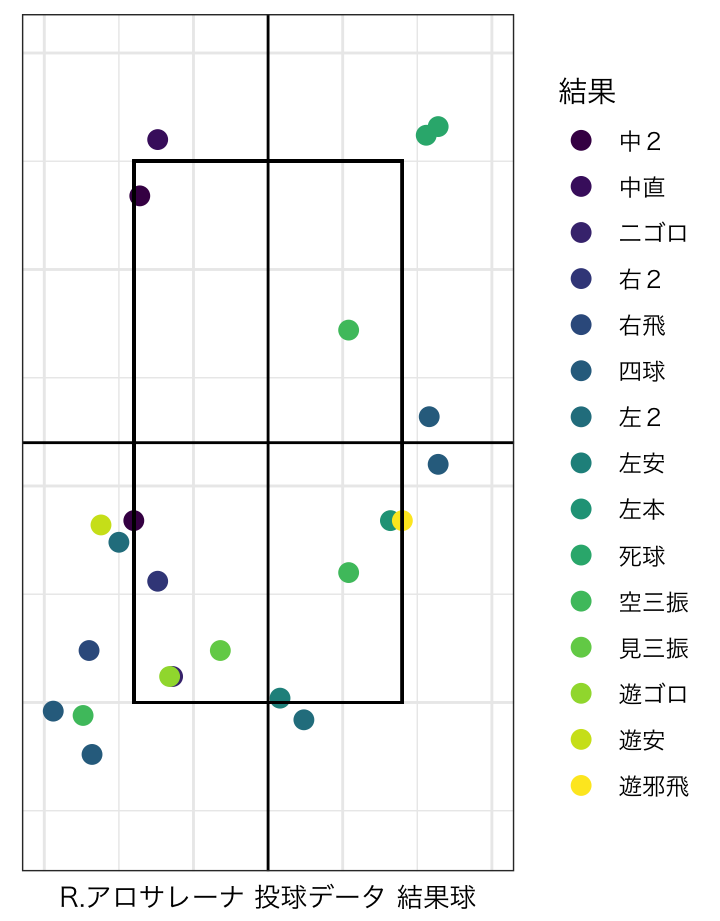 結果
中２
中直
二ゴロ
右２
右飛
四球
左２
左安
左本
死球
空三振
見三振
遊ゴロ
遊安
遊邪飛
R.アロサレーナ 投球データ 結果球